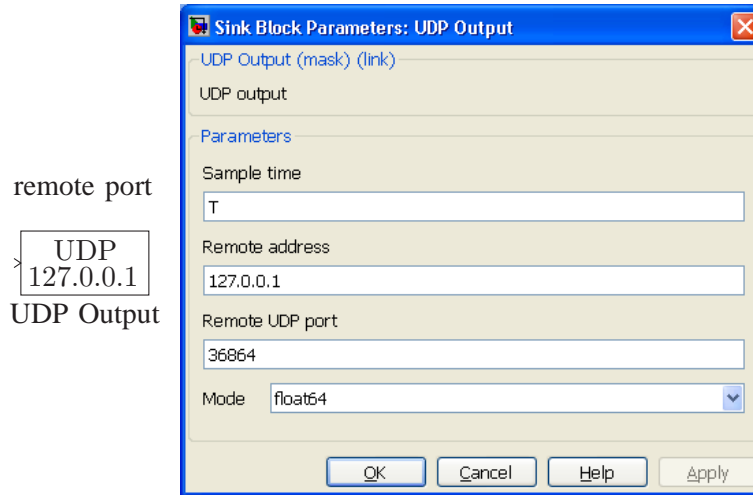 remote port
UDP
127.0.0.1
UDP Output
Sink Block Parameters: UDP Output
UDP Output (mask) (link)
UDP output
Parameters
Sample time
T
Remote address
127.0.0.1
Remote UDP port
36864
Mode float64
OK Cancel Help Apply